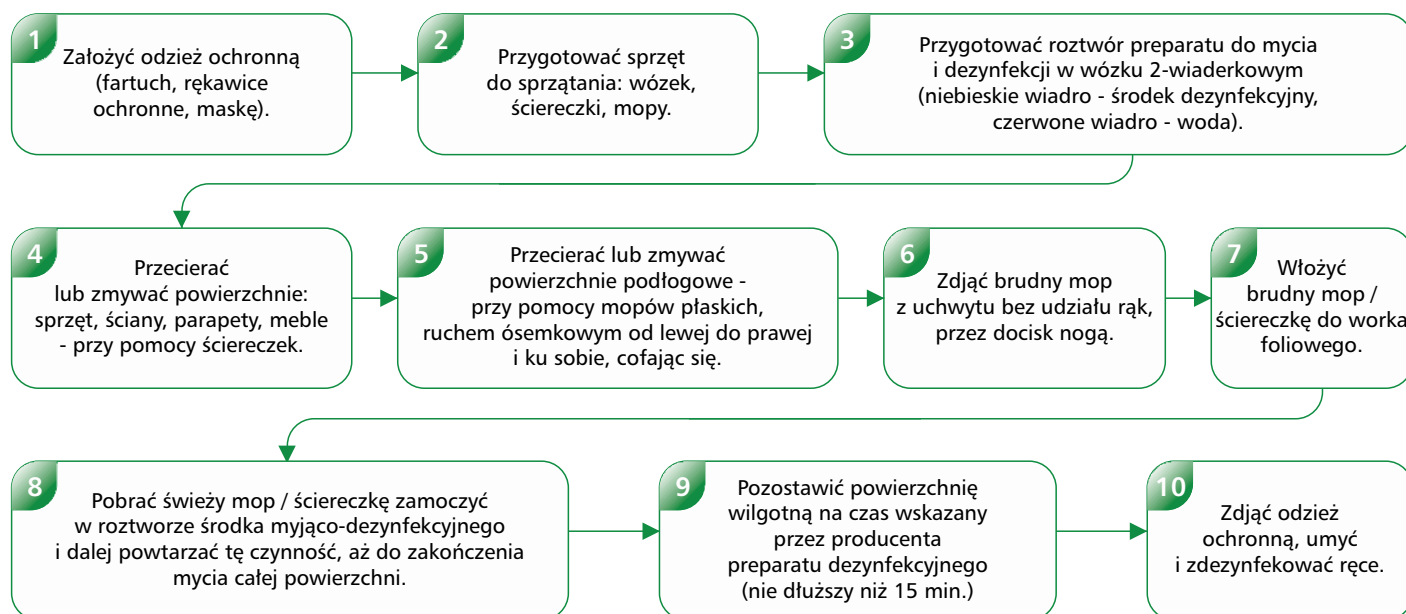 1
Założyć odzież ochronną
(fartuch, rękawice
ochronne, maskę).
2
Przygotować sprzęt
do sprzątania: wózek,
ściereczki, mopy.
3
Przygotować roztwór preparatu do mycia
i dezynfekcji w wózku 2-wiaderkowym
(niebieskie wiadro - środek dezynfekcyjny,
czerwone wiadro - woda).
4
Przecierać
lub zmywać powierzchnie:
sprzęt, ściany, parapety, meble
- przy pomocy ściereczek.
5
Przecierać lub zmywać
powierzchnie podłogowe -
przy pomocy mopów płaskich,
ruchem ósemkowym od lewej do prawej
i ku sobie, cofając się.
6
Zdjąć brudny mop
z uchwytu bez udziału rąk,
przez docisk nogą.
7
Włożyć
brudny mop /
ściereczkę do worka
foliowego.
8
Pobrać świeży mop / ściereczkę zamoczyć
w roztworze środka myjąco-dezynfekcyjnego
i dalej powtarzać tę czynność, aż do zakończenia
mycia całej powierzchni.
9
Pozostawić powierzchnię
wilgotną na czas wskazany
przez producenta
preparatu dezynfekcyjnego
(nie dłuższy niż 15 min.)
10
Zdjąć odzież
ochronną, umyć
i zdezynfekować ręce.